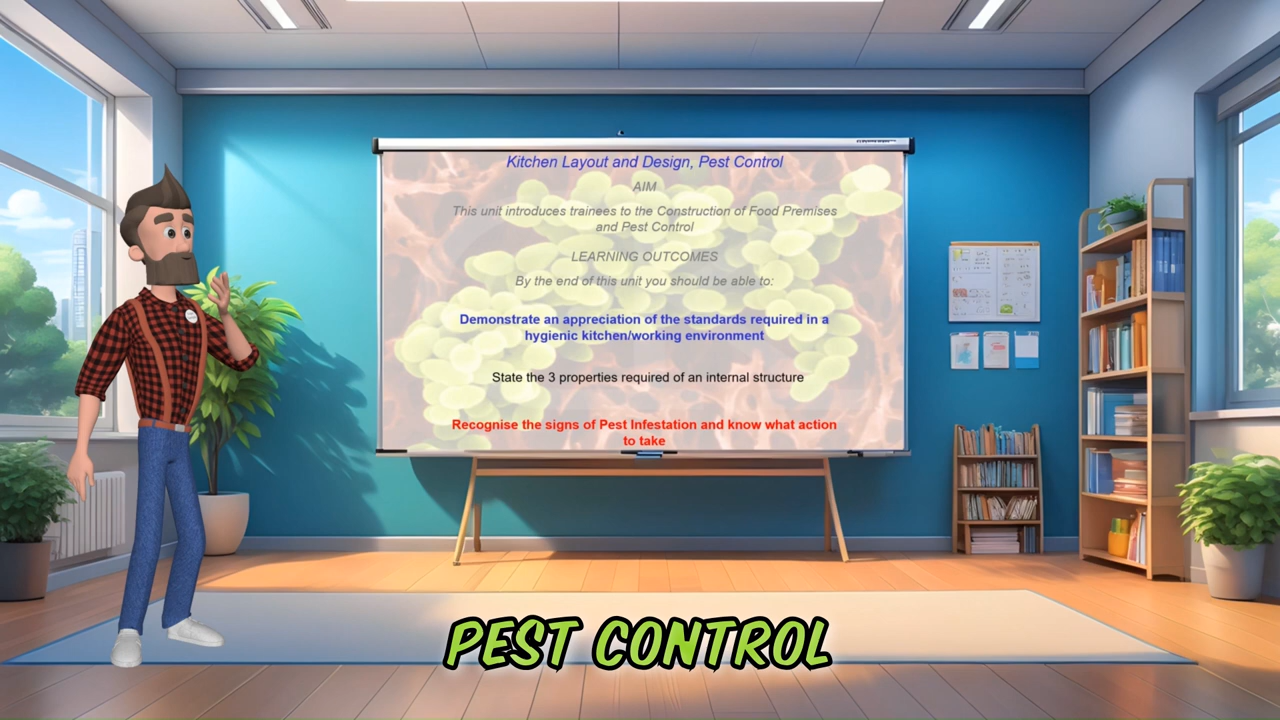 Kitchen Layout and Design, Pest Control
AIM
This unit introduces trainees to the Construction of Food Premises
and Pest Control
LEARNING OUTCOMES
By the end of this unit you should be able to:
Demonstrate an appreciation of the standards required in a
hygienic kitchen/working environment
State the 3 properties required of an internal structure
Recognise the signs of Pest Infestation and know what action
to take
PEST CONTROL